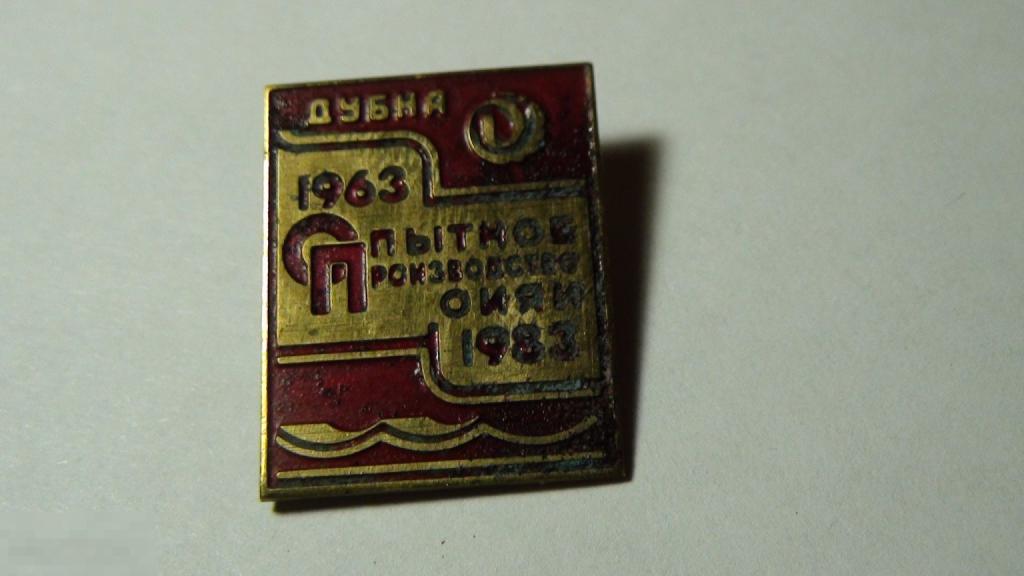 ДУБНА
1963
ОПЫТНОЕ
ПРОИЗВОДСТВО
ОИЯИ
1983